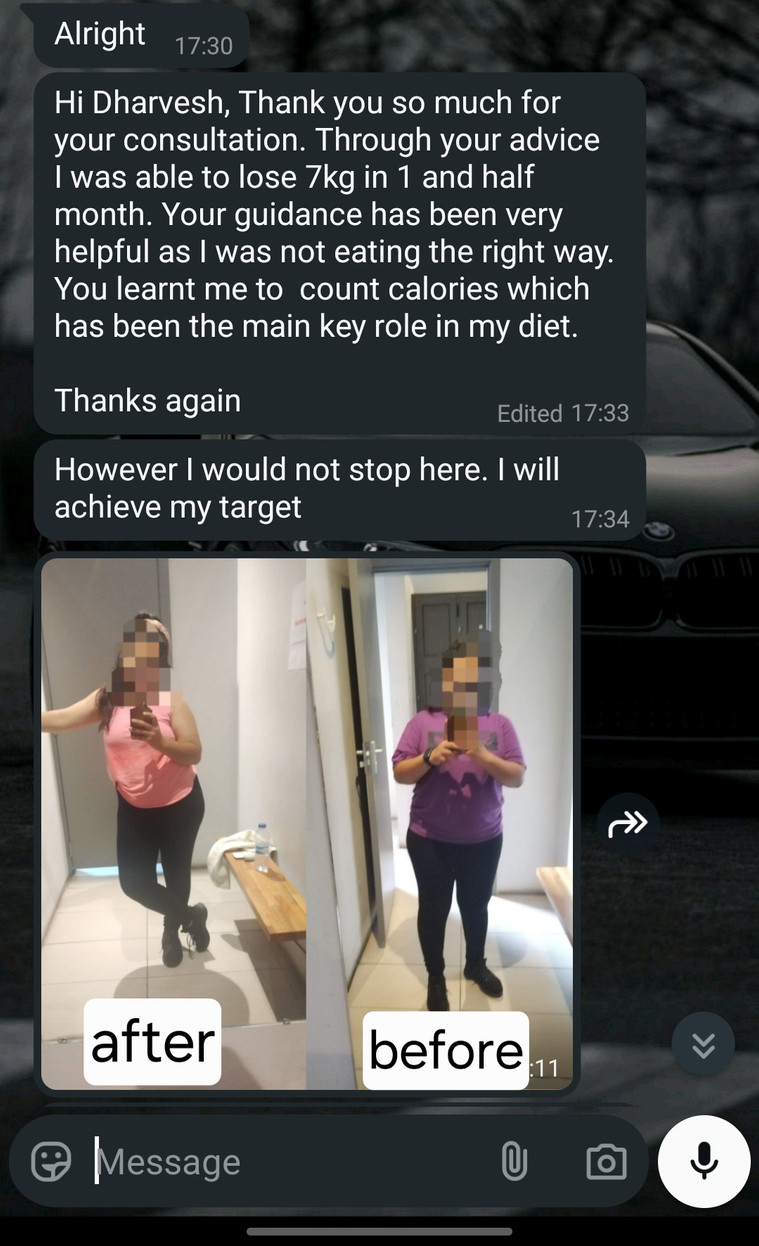 Alright
17:30
Hi Dharvesh, Thank you so much for
your consultation. Through your advice
I was able to lose 7kg in 1 and half
month. Your guidance has been very
helpful as I was not eating the right way.
You learnt me to  count calories which
has been the main key role in my diet.
Thanks again
Edited 17:33
However I would not stop here. I will
achieve my target
17:34
after
before
:11
Message